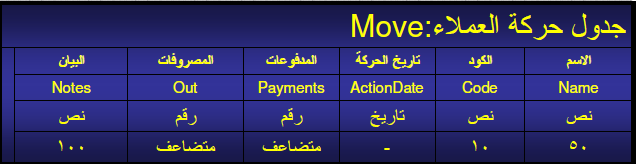 جدول حركة العملاء:Move
الاسم الكود تاريخ الحركة المدفوعات المصروفات البيان
Name Code ActionDate Payments Out Notes
نص نص تاريخ رقم رقم نص
٥٠ ١٠ - متضاعف متضاعف ١٠٠